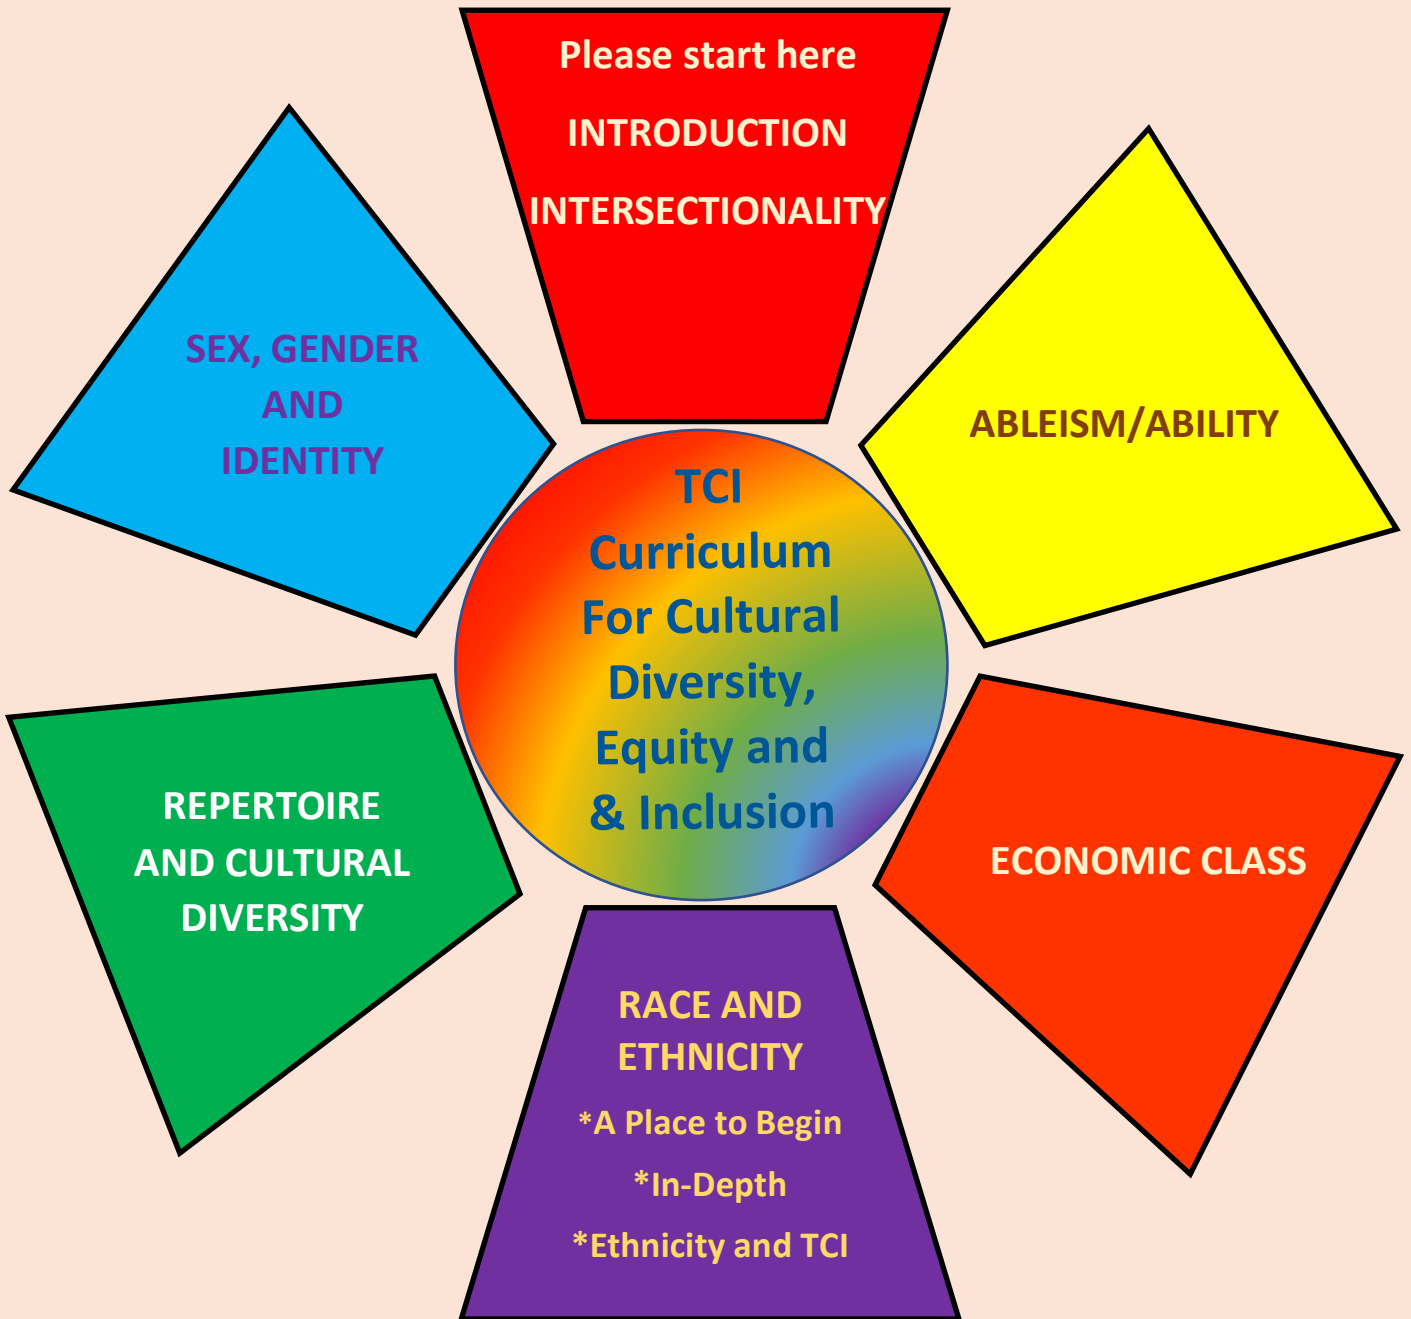 Please start here
INTRODUCTION
INTERSECTIONALITY
SEX, GENDER
AND
IDENTITY
ABLEISM/ABILITY
TCI
Curriculum
For Cultural
Diversity,
Equity and
& Inclusion
REPERTOIRE
AND CULTURAL
DIVERSITY
ECONOMIC CLASS
RACE AND
ETHNICITY
*A Place to Begin
*In-Depth
*Ethnicity and TCI